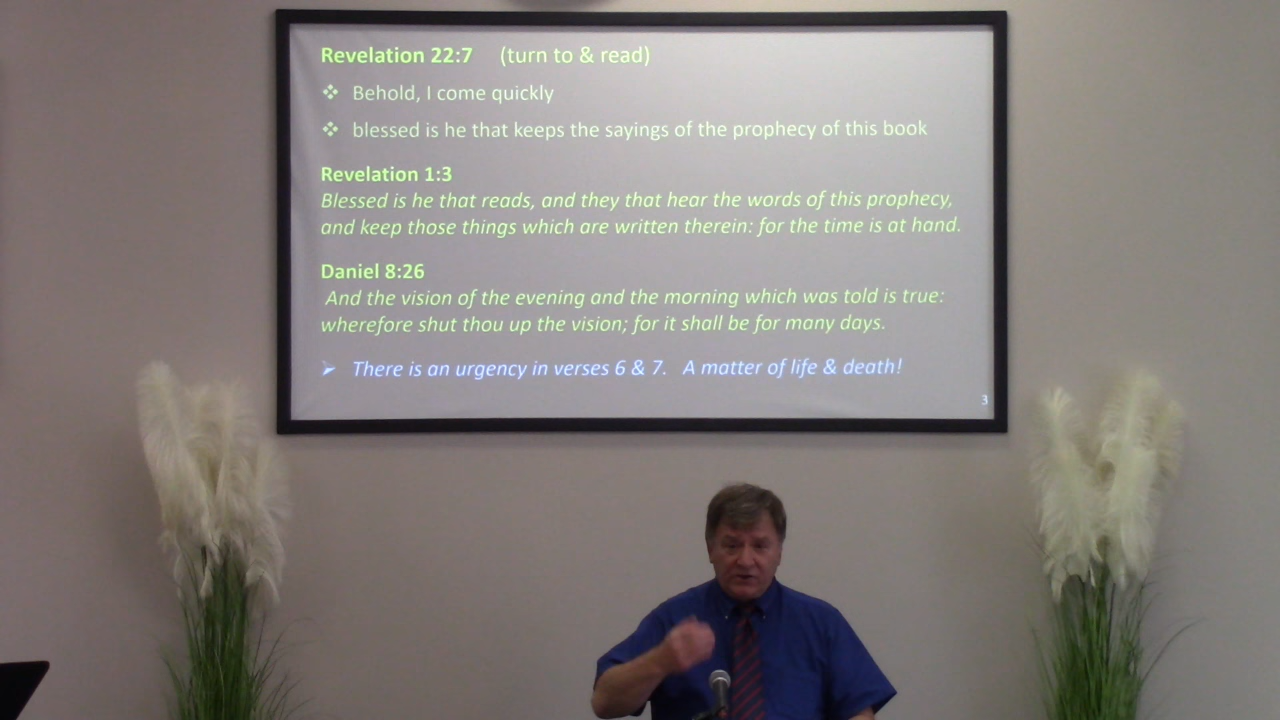 Revelation 22:7 (turn to & read)
❖ Behold, I come quickly
❖ blessed is he that keeps the sayings of the prophecy of this book
Revelation 1:3
Blessed is he that reads, and they that hear the words of this prophecy,
and keep those things which are written therein: for the time is at hand.
Daniel 8:26
And the vision of the evening and the morning which was told is true:
wherefore shut thou up the vision; for it shall be for many days.
➢ There is an urgency in verses 6 & 7. A matter of life & death!
3